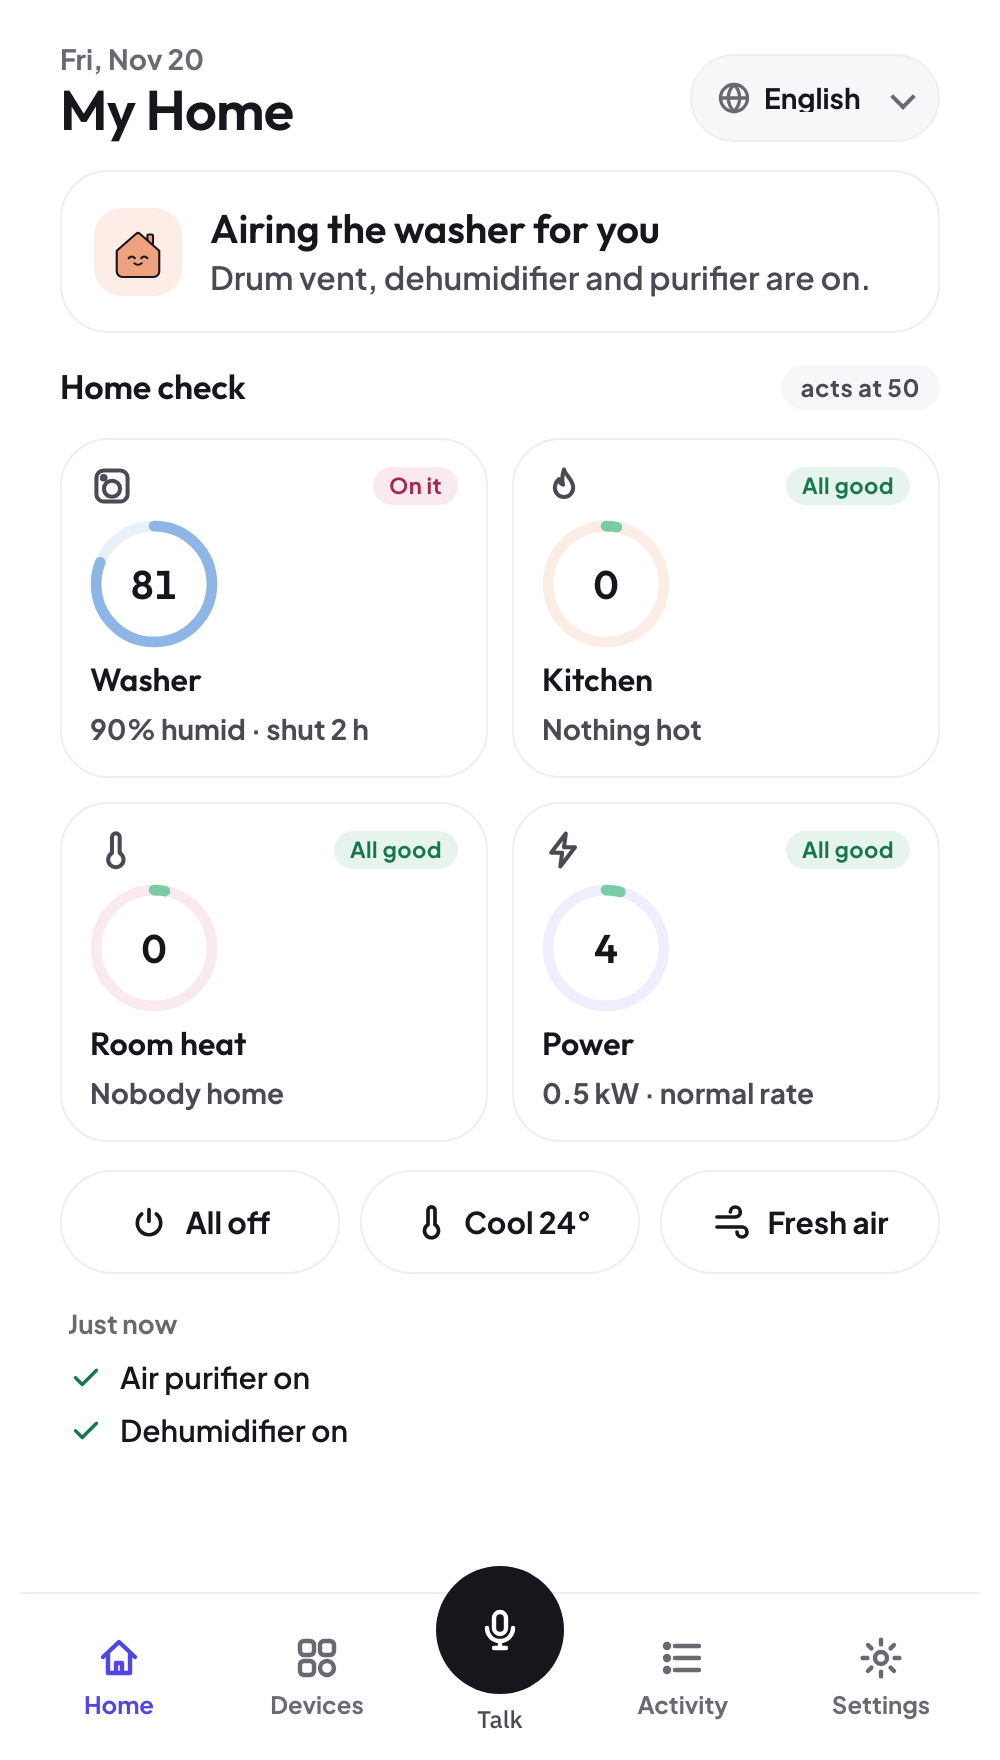 Fri, Nov 20
My Home
English
Airing the washer for you
Drum vent, dehumidifier and purifier are on.
Home check
acts at 50
On it
81
Washer
90% humid · shut 2 h
All good
0
Kitchen
Nothing hot
All good
0
Room heat
Nobody home
All good
4
Power
0.5 kW · normal rate
All off
Cool 24°
Fresh air
Just now
Air purifier on
Dehumidifier on
Home
Devices
Talk
Activity
Settings